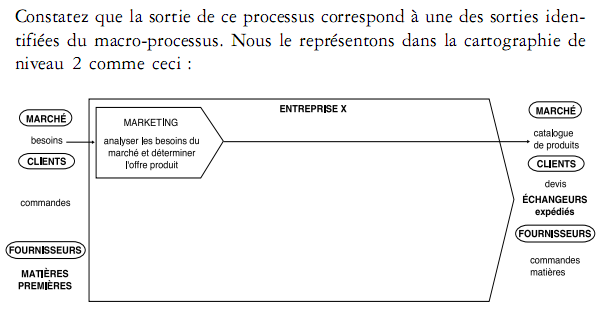 Constatez que la sortie de ce processus correspond à une des sorties iden-
tifiées du macro-processus. Nous le représentons dans la cartographie de
niveau 2 comme ceci :
ENTREPRISE X
MARCHÉ
besoins
CLIENTS
commandes
FOURNISSEURS
MATIÈRES
PREMIÈRES
MARKETING
analyser les besoins du
marché et déterminer
l'offre produit
MARCHÉ
catalogue
de produits
CLIENTS
devis
ÉCHANGEURS
expédiés
FOURNISSEURS
commandes
matières